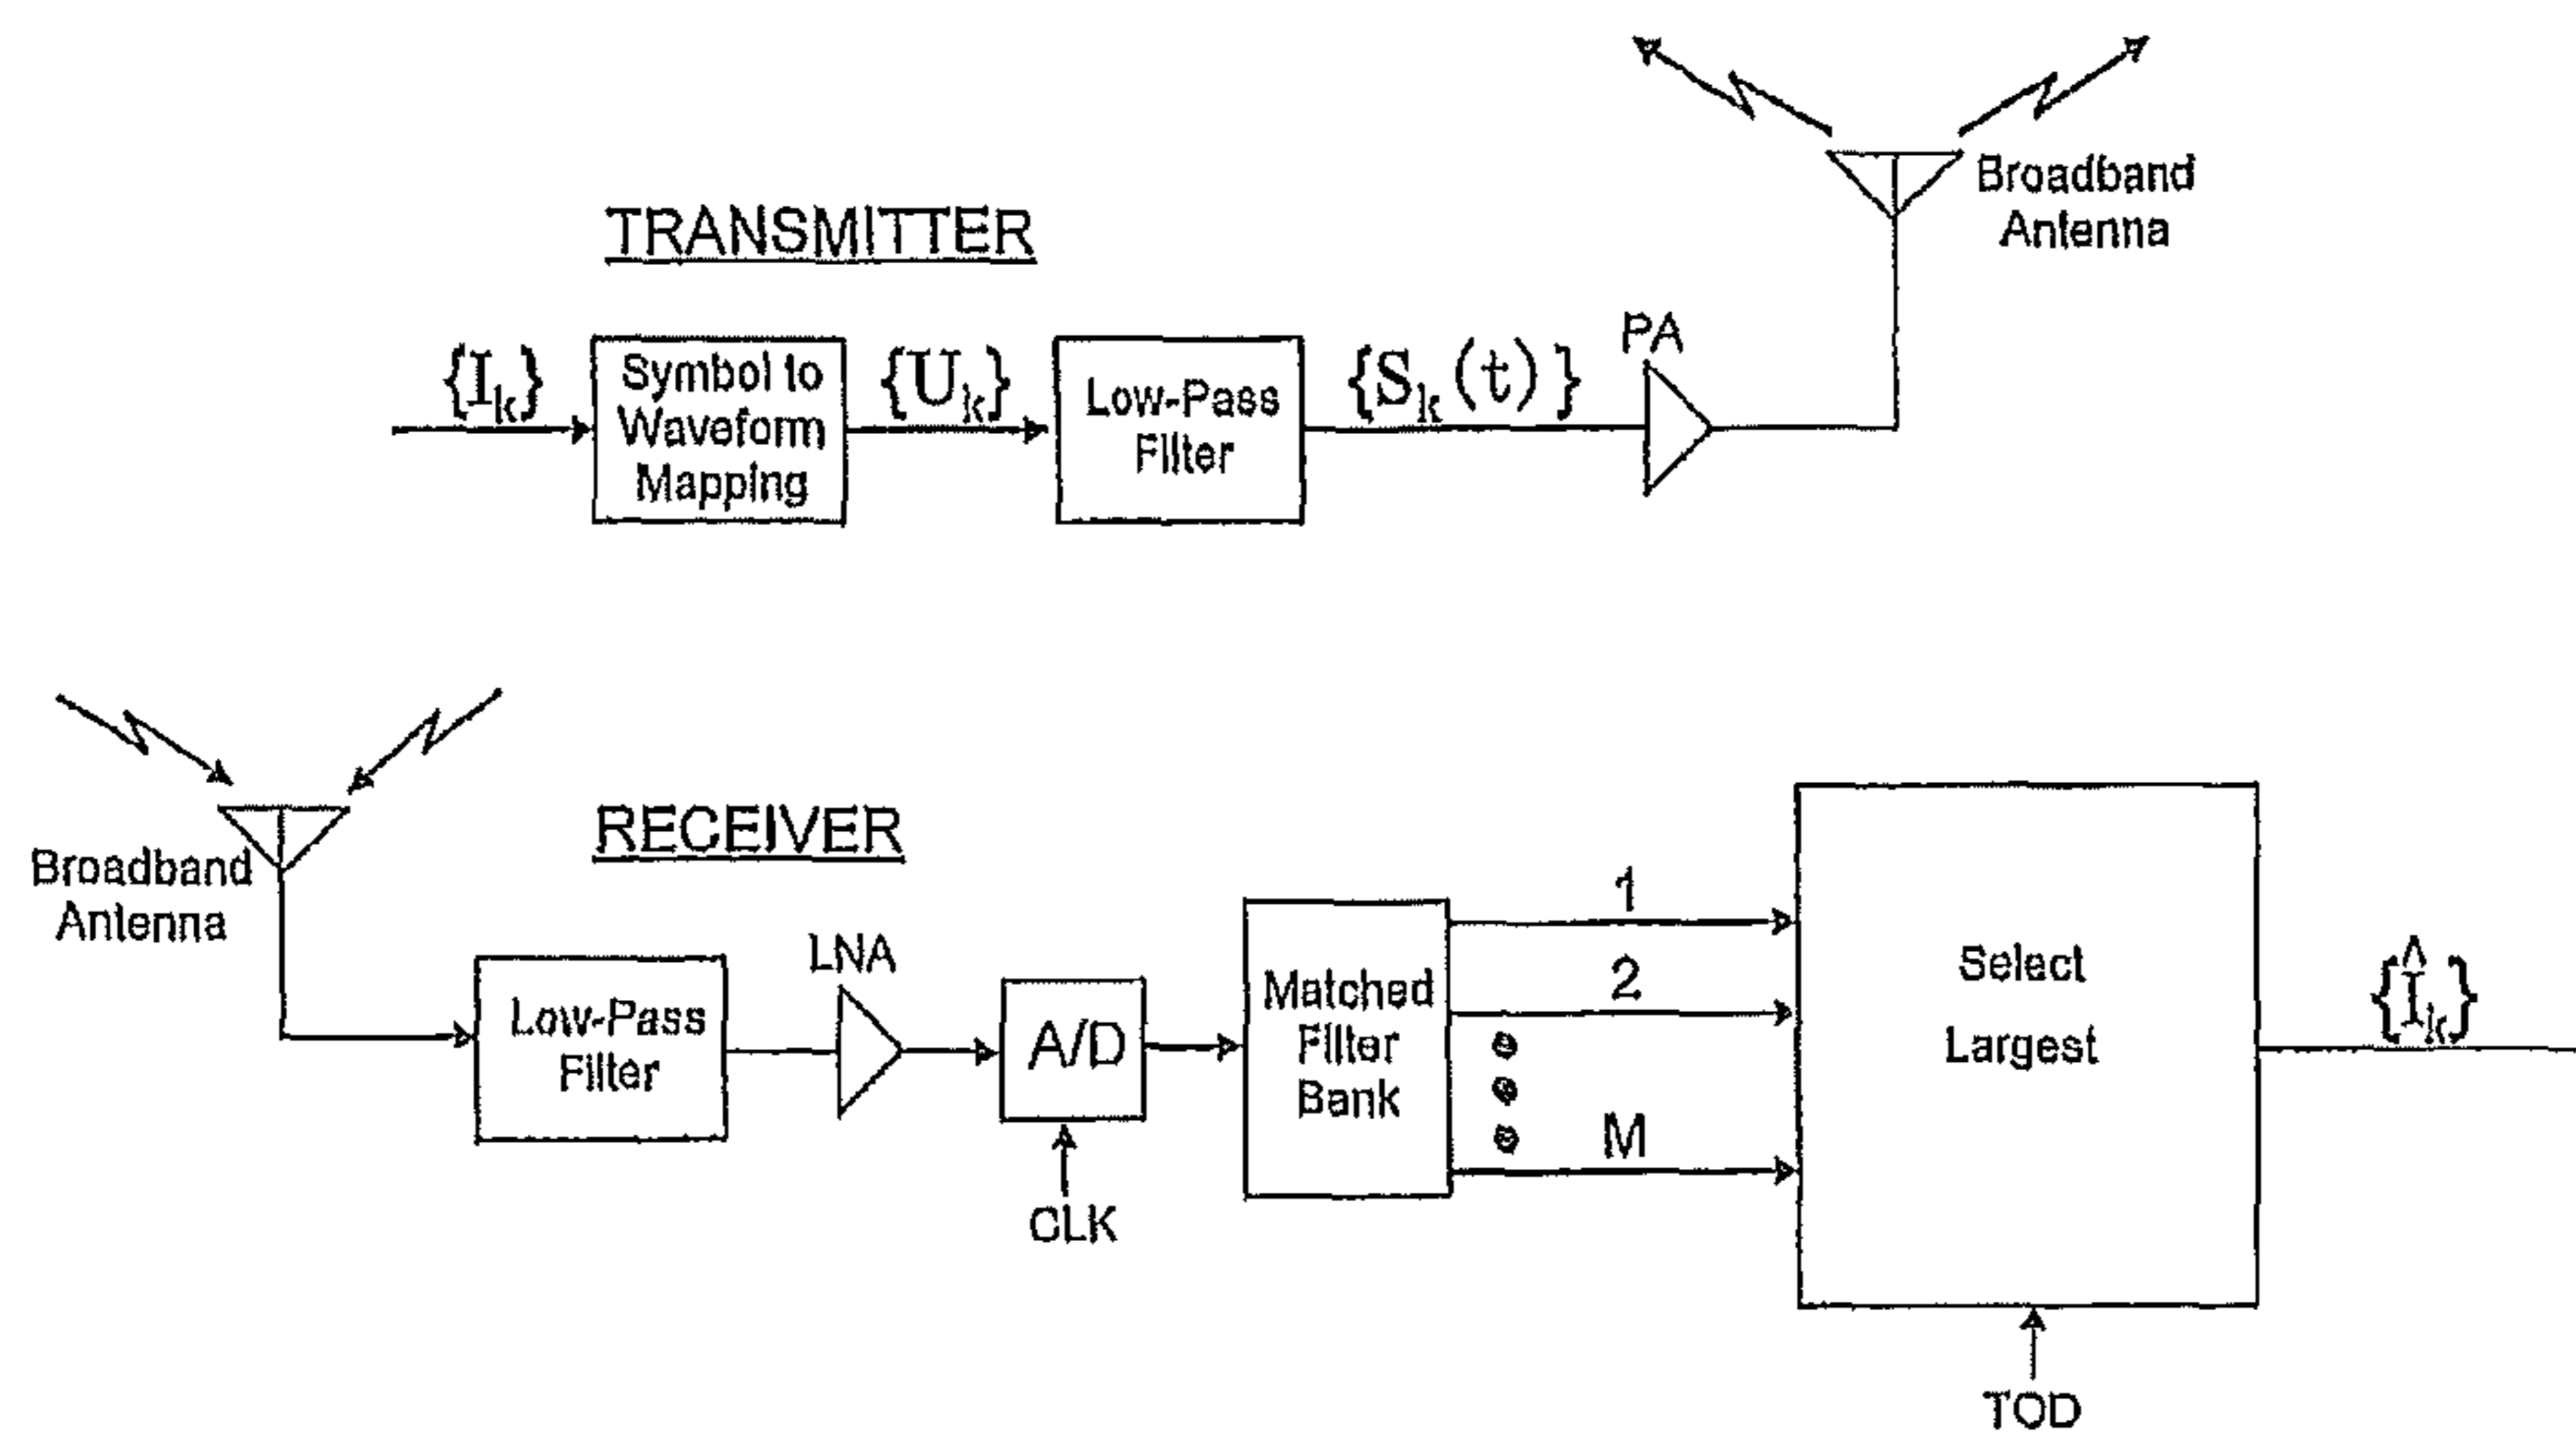 TRANSMITTER
Broadband
Antenna
{I_k}
Symbol to
Waveform
Mapping
{U_k}
Low-Pass
Filter
{S_k(t)}
PA
RECEIVER
Broadband
Antenna
Low-Pass
Filter
LNA
A/D
CLK
Matched
Filter
Bank
1
2
M
Select
Largest
{Î_k}
TOD